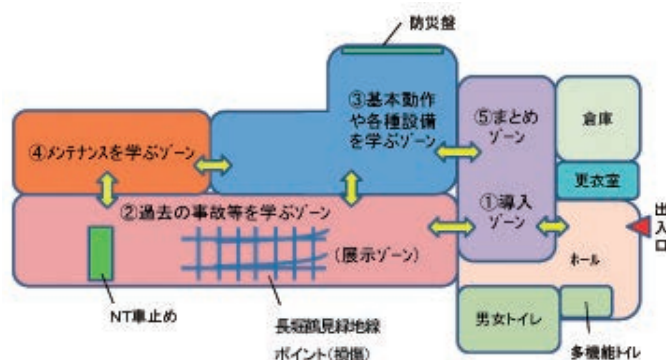 防災盤
③基本動作
や各種設備
を学ぶゾーン
⑤まとめ
ゾーン
倉庫
④メンテナンスを学ぶゾーン
更衣室
②過去の事故等を学ぶゾーン
①導入
ゾーン
出入口
(展示ゾーン)
ホール
NT車止め
長堀鶴見緑地線
ポイント(損傷)
男女トイレ
多機能トイレ